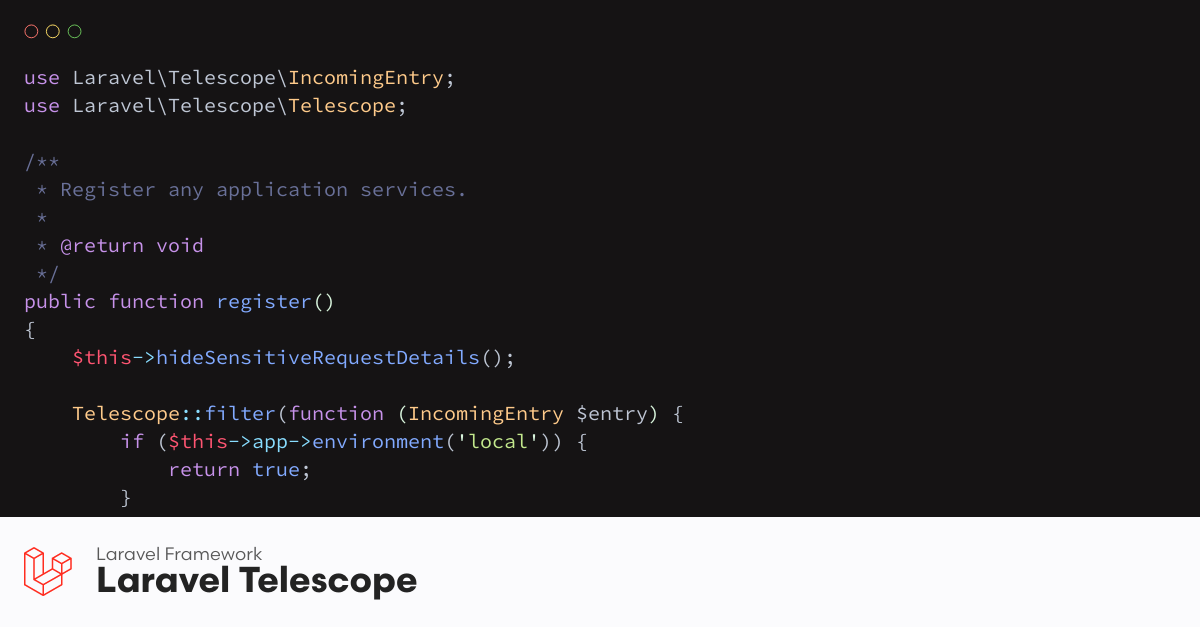 use Laravel\Telescope\IncomingEntry;
use Laravel\Telescope\Telescope;
/**
 * Register any application services.
 *
 * @return void
 */
public function register()
{
    $this->hideSensitiveRequestDetails();
    Telescope::filter(function (IncomingEntry $entry) {
        if ($this->app->environment('local')) {
            return true;
        }
Laravel Framework
Laravel Telescope